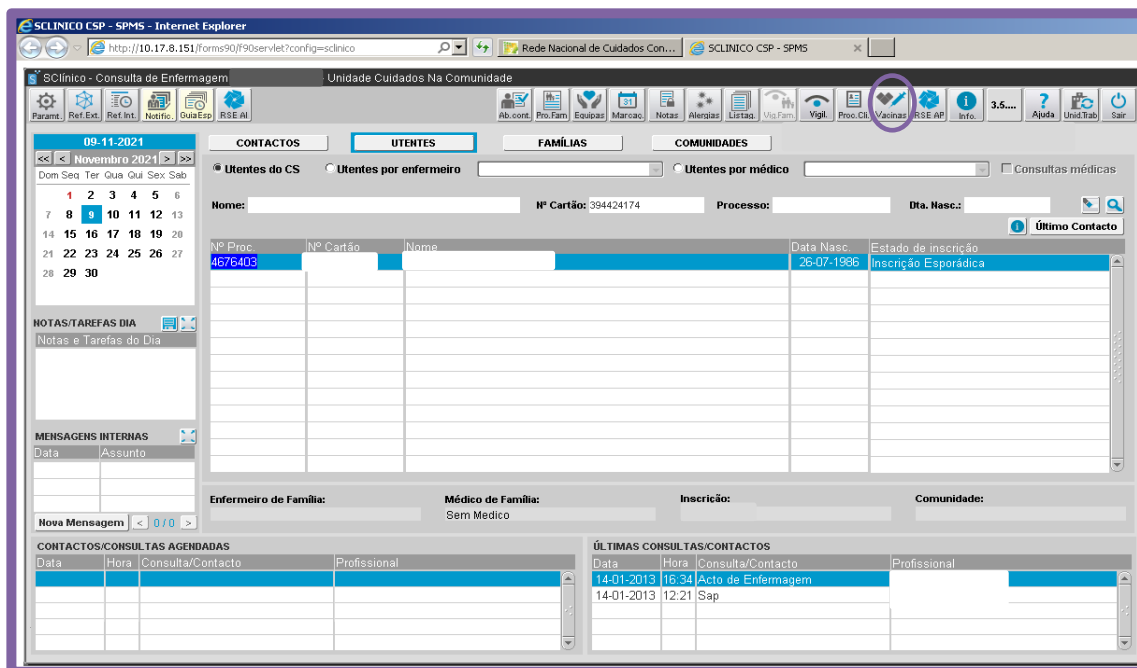 SCLINICO CSP - SPMS - Internet Explorer
http://10.17.8.151/forms90/f90servlet?config=sclinico
Rede Nacional de Cuidados Con...
SCLINICO CSP - SPMS
SClínico - Consulta de Enfermagem Unidade Cuidados Na Comunidade
Paramt. Ref.Ext. Ref.Int. Notific. GuiaEsp RSE AI Ab.cont. Pro.Fam Equipas Marcaç. Notas Alergias Listag. Vig.Fam. Vigil. Proc.Cli. Vacinas RSE AP Info. 3.6.... Ajuda Unid.Trab Sair
09-11-2021
<< < Novembro 2021 > >>
Dom Seg Ter Qua Qui Sex Sab
1 2 3 4 5 6
7 8 9 10 11 12 13
14 15 16 17 18 19 20
21 22 23 24 25 26 27
28 29 30
CONTACTOS UTENTES FAMÍLIAS COMUNIDADES
Utentes do CS Utentes por enfermeiro Utentes por médico Consultas médicas
Nome: Nº Cartão: 394424174 Processo: Dta. Nasc.:
Último Contacto
Nº Proc. Nº Cartão Nome Data Nasc. Estado de inscrição
4676403 26-07-1986 Inscrição Esporádica
NOTAS/TAREFAS DIA
Notas e Tarefas do Dia
MENSAGENS INTERNAS
Data Assunto
Nova Mensagem < 0 / 0 >
Enfermeiro de Família: Médico de Família: Inscrição: Comunidade:
Sem Medico
CONTACTOS/CONSULTAS AGENDADAS
Data Hora Consulta/Contacto Profissional
ÚLTIMAS CONSULTAS/CONTACTOS
Data Hora Consulta/Contacto Profissional
14-01-2013 16:34 Acto de Enfermagem
14-01-2013 12:21 Sap